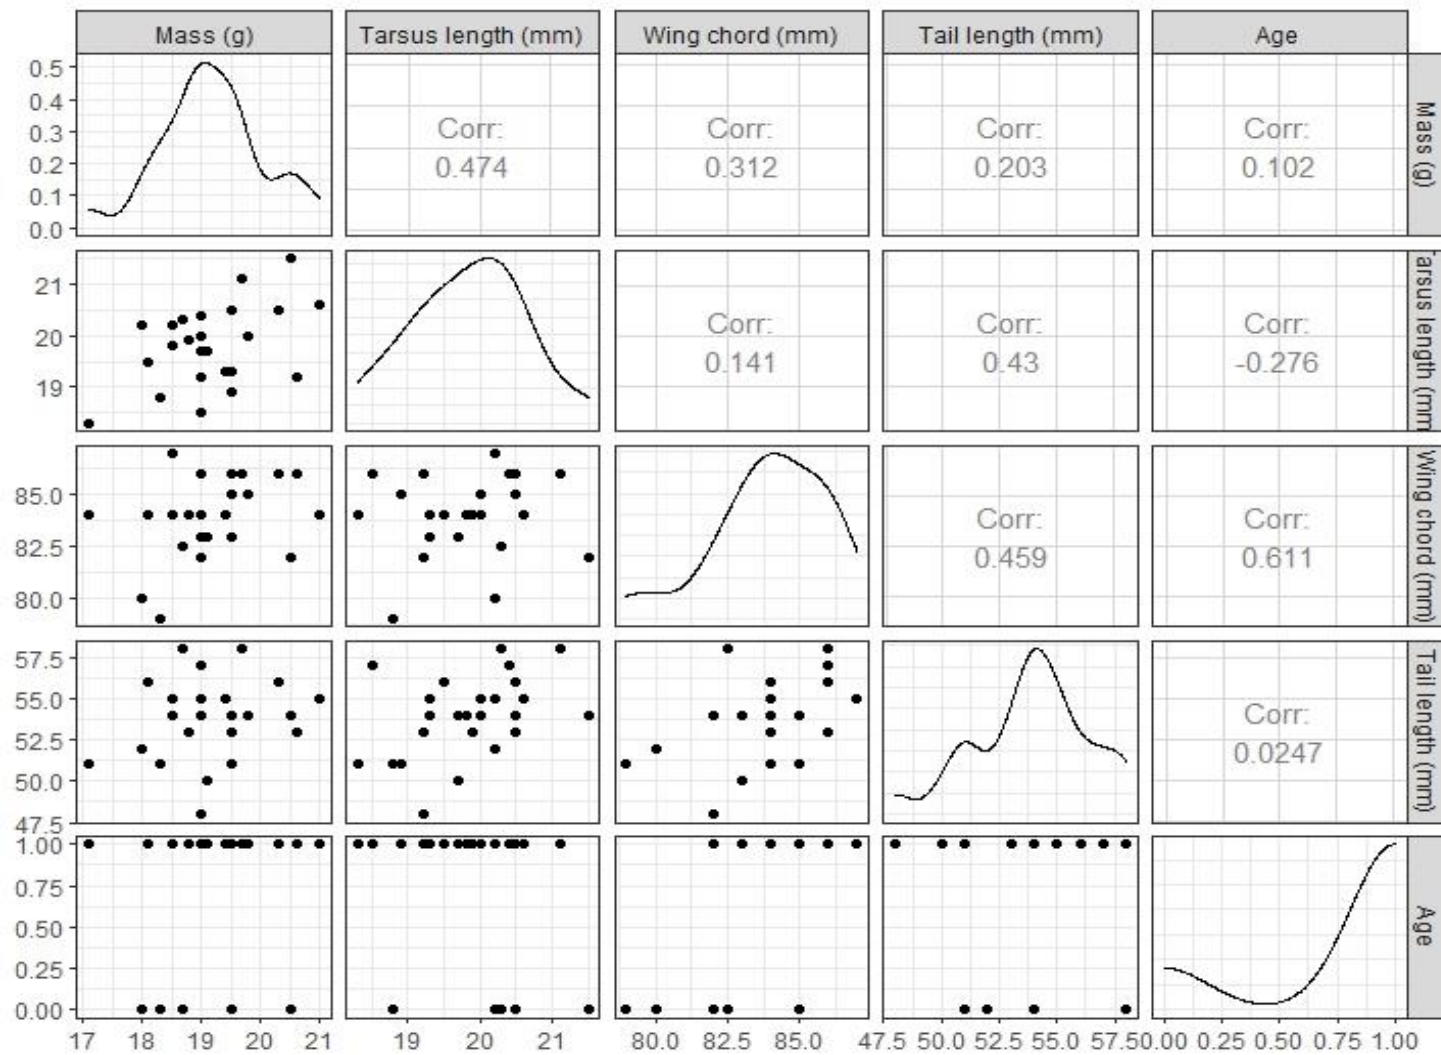 Mass (g) Tarsus length (mm) Wing chord (mm) Tail length (mm) Age
0.5
0.4
0.3
0.2
0.1
0.0
Corr:
0.474
Corr:
0.312
Corr:
0.203
Corr:
0.102
Mass (g)
21
20
19
Corr:
0.141
Corr:
0.43
Corr:
-0.276
arsus length (mm
85.0
82.5
80.0
Corr:
0.459
Corr:
0.611
Wing chord (mm)
57.5
55.0
52.5
50.0
47.5
Corr:
0.0247
Tail length (mm)
1.00
0.75
0.50
0.25
0.00
Age
17 18 19 20 21 19 20 21 80.0 82.5 85.0 47.5 50.0 52.5 55.0 57.5 0.00 0.25 0.50 0.75 1.00